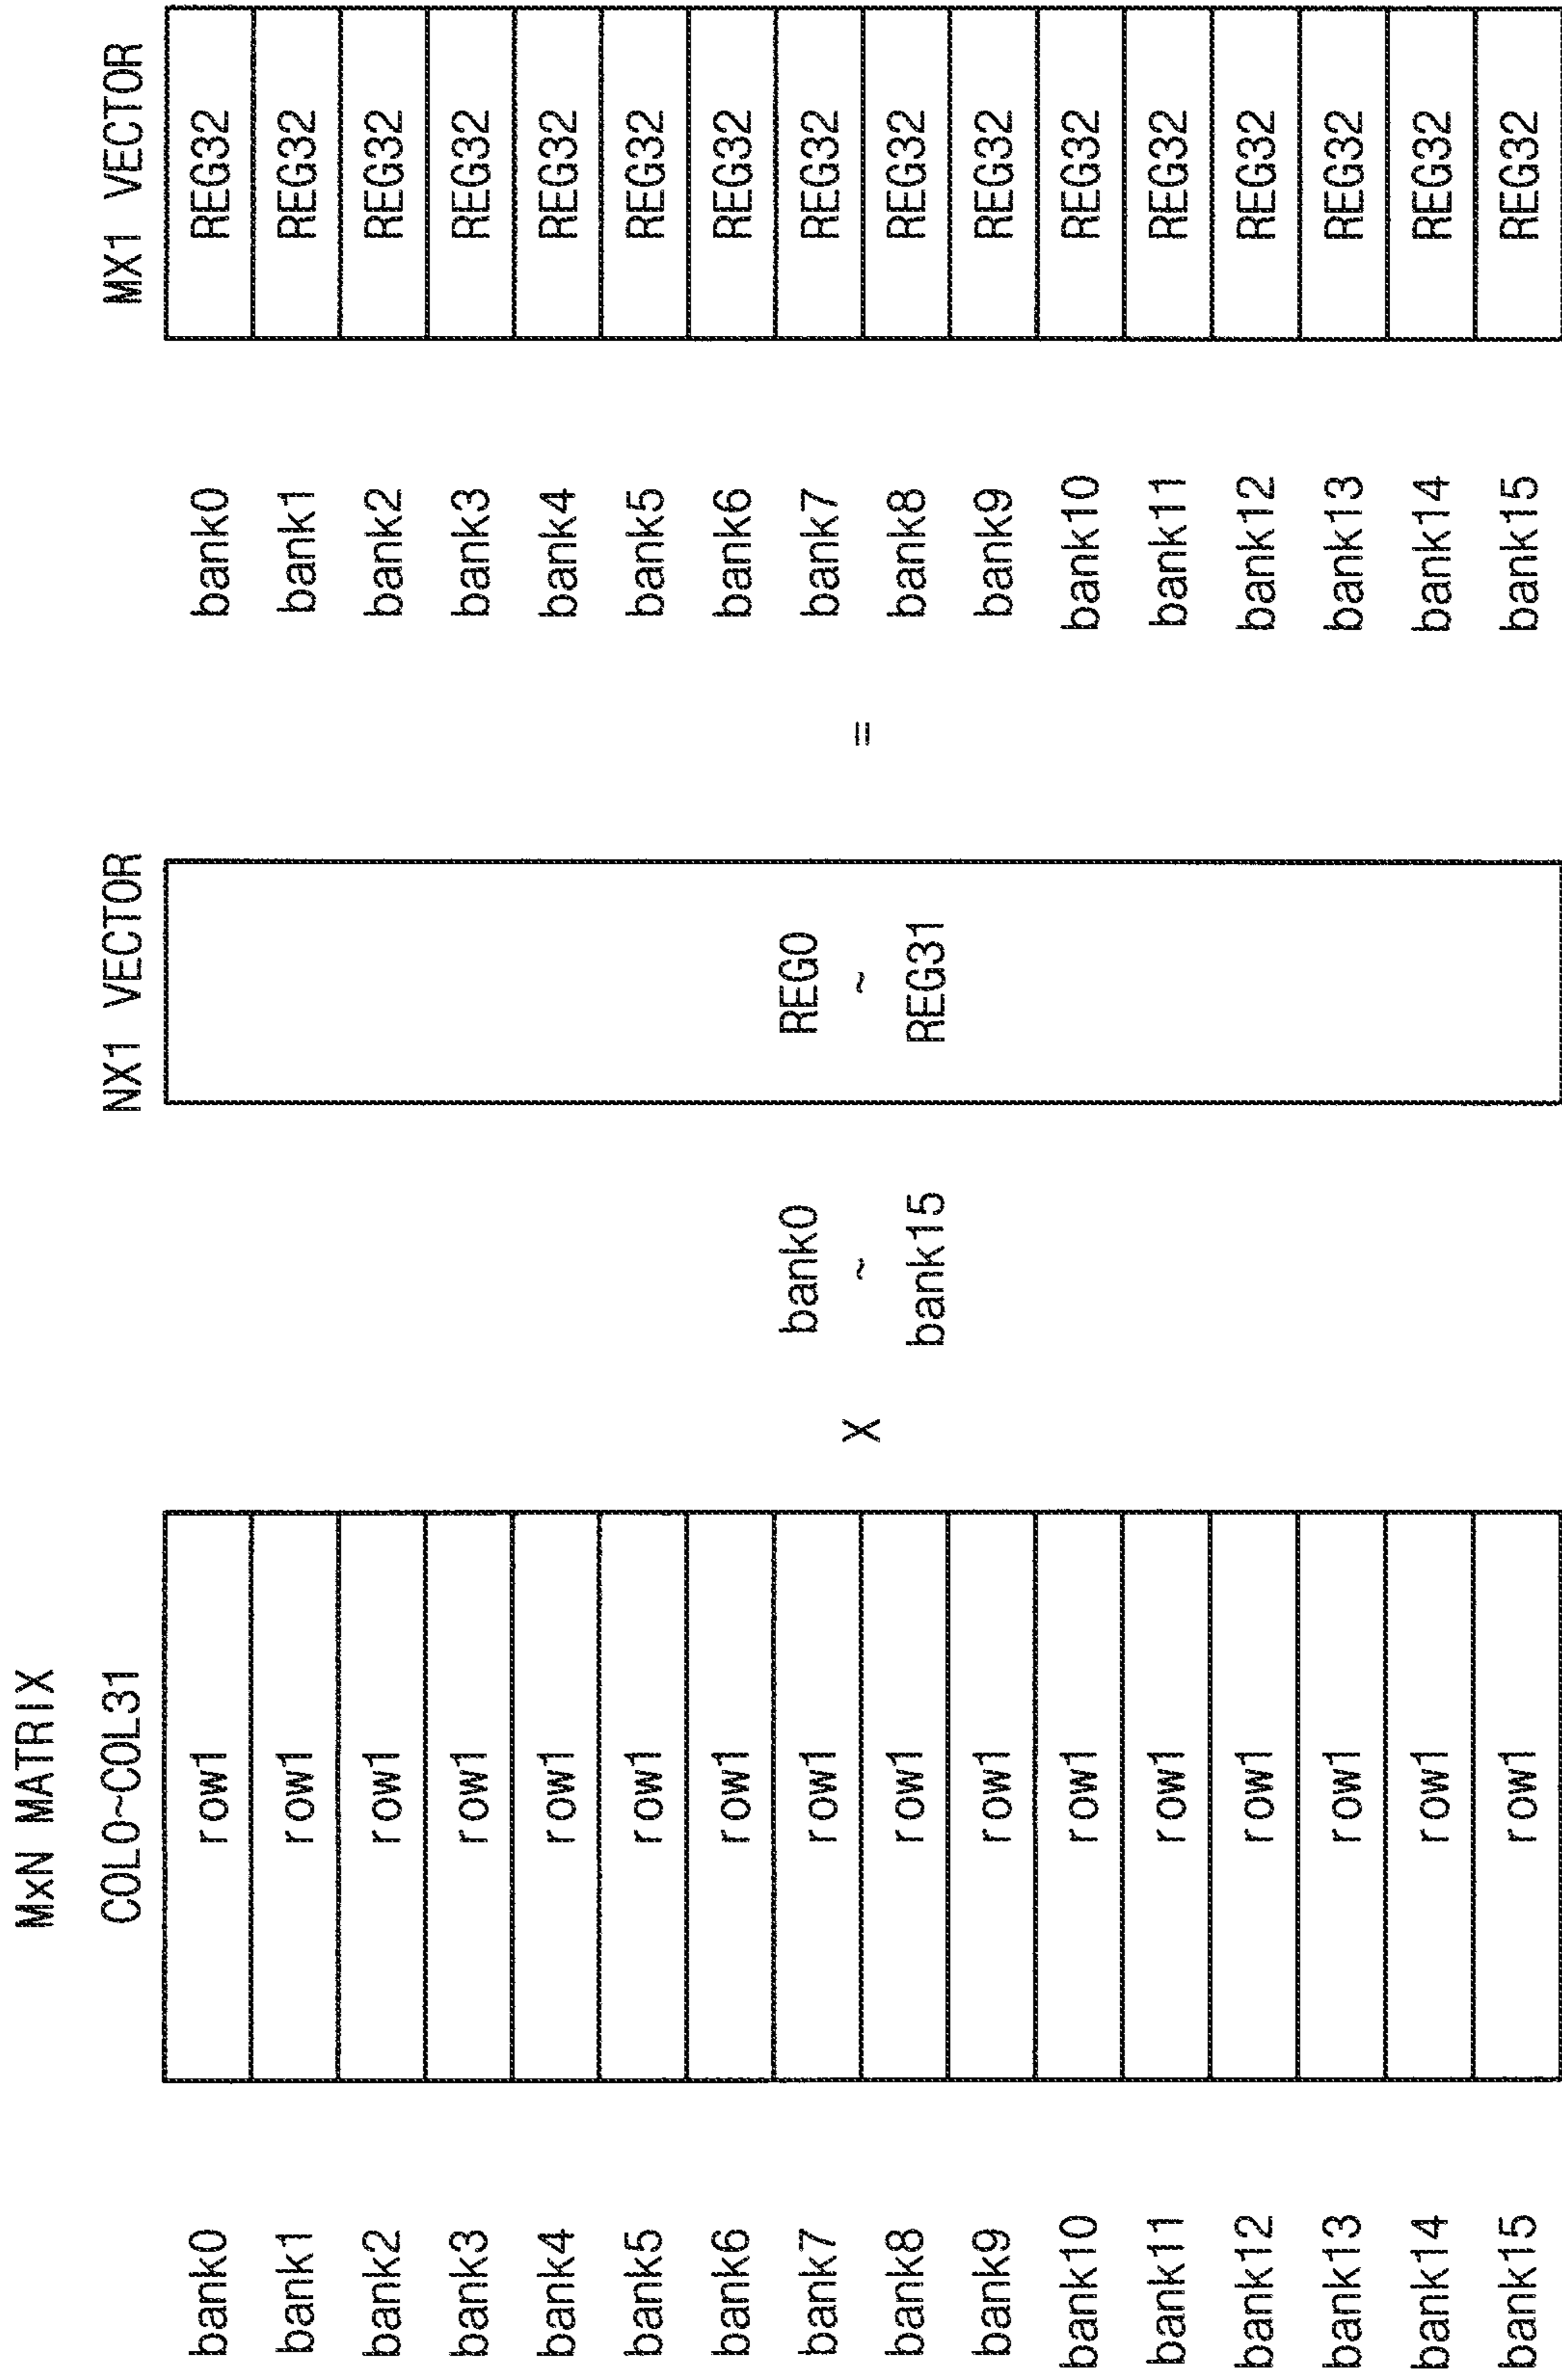 MxN MATRIX
COL0~COL31
bank0 row1
bank1 row1
bank2 row1
bank3 row1
bank4 row1
bank5 row1
bank6 row1
bank7 row1
bank8 row1
bank9 row1
bank10 row1
bank11 row1
bank12 row1
bank13 row1
bank14 row1
bank15 row1
X
NX1 VECTOR
bank0 REG0
~ ~
bank15 REG31
=
MX1 VECTOR
bank0 REG32
bank1 REG32
bank2 REG32
bank3 REG32
bank4 REG32
bank5 REG32
bank6 REG32
bank7 REG32
bank8 REG32
bank9 REG32
bank10 REG32
bank11 REG32
bank12 REG32
bank13 REG32
bank14 REG32
bank15 REG32